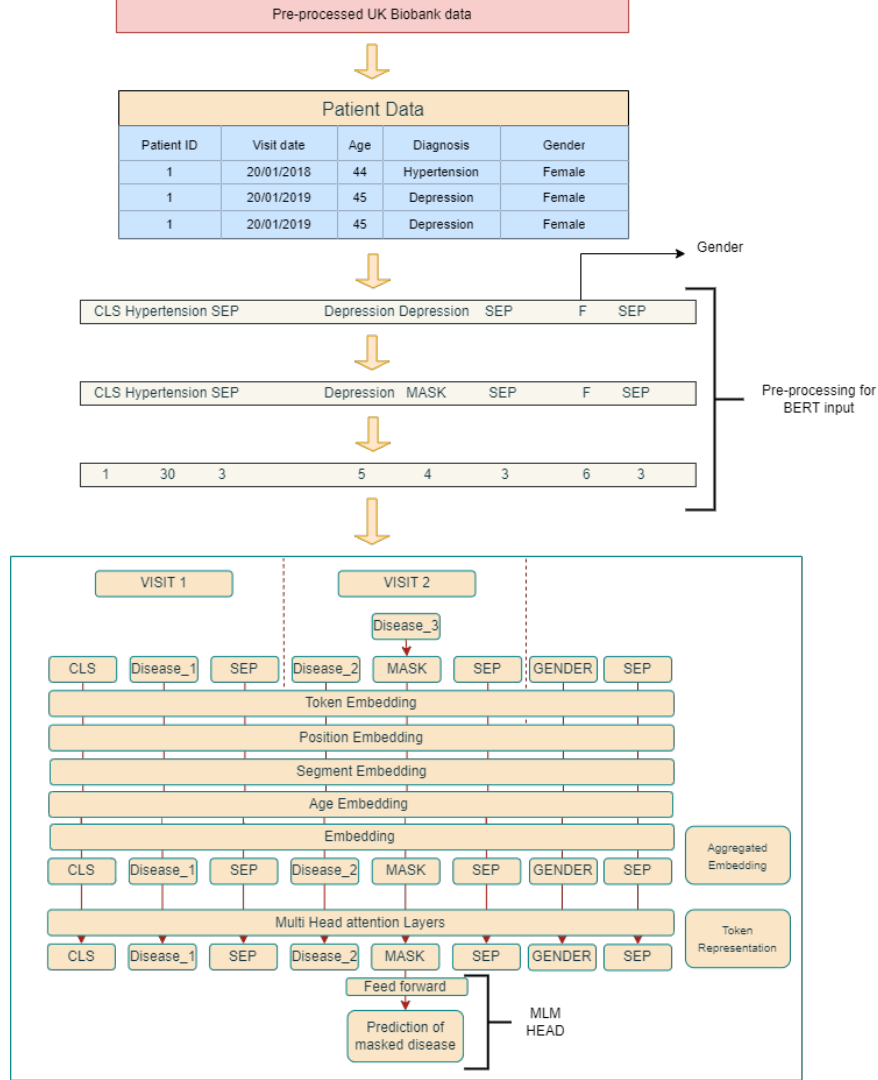 Pre-processed UK Biobank data
Patient Data
Patient ID Visit date Age Diagnosis Gender
1 20/01/2018 44 Hypertension Female
1 20/01/2019 45 Depression Female
1 20/01/2019 45 Depression Female
Gender
CLS Hypertension SEP Depression Depression SEP F SEP
CLS Hypertension SEP Depression MASK SEP F SEP
Pre-processing for
BERT input
1 30 3 5 4 3 6 3
VISIT 1 VISIT 2
Disease_3
CLS Disease_1 SEP Disease_2 MASK SEP GENDER SEP
Token Embedding
Position Embedding
Segment Embedding
Age Embedding
Embedding
Aggregated
Embedding
CLS Disease_1 SEP Disease_2 MASK SEP GENDER SEP
Multi Head attention Layers
Token
Representation
CLS Disease_1 SEP Disease_2 MASK SEP GENDER SEP
Feed forward
MLM
HEAD
Prediction of
masked disease